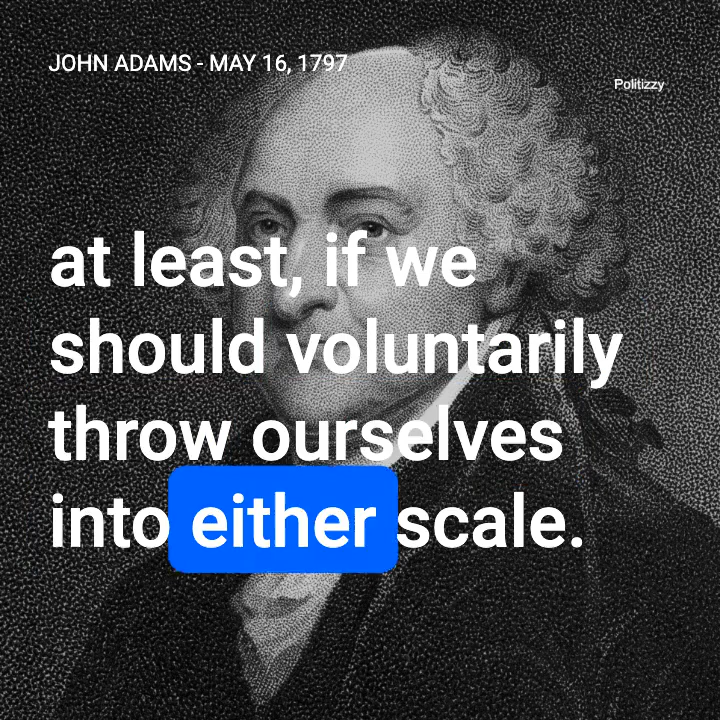 JOHN ADAMS - MAY 16, 1797
Politizzy
at least, if we
should voluntarily
throw ourselves
into either scale.